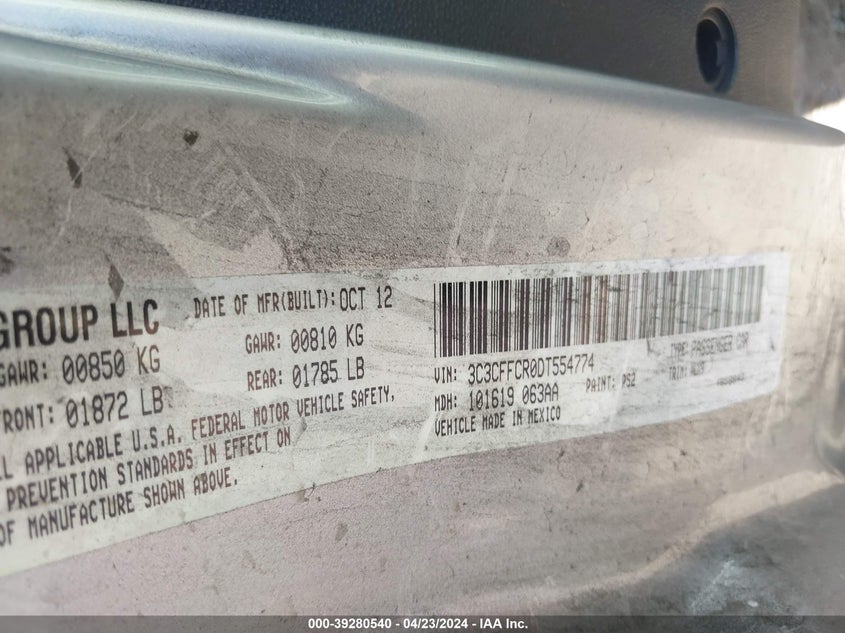 GROUP LLC
DATE OF MFR(BUILT): OCT 12
GAWR: 00850 KG
GAWR: 00810 KG
FRONT: 01872 LB
REAR: 01785 LB
APPLICABLE U.S.A. FEDERAL MOTOR VEHICLE SAFETY,
PREVENTION STANDARDS IN EFFECT ON
OF MANUFACTURE SHOWN ABOVE.
VIN: 3C3CFFCR0DT554774
TYPE: PASSENGER CAR
MDH: 101619 063AA
PAINT: PS2
TRIM:
VEHICLE MADE IN MEXICO
000-39280540 - 04/23/2024 - IAA Inc.